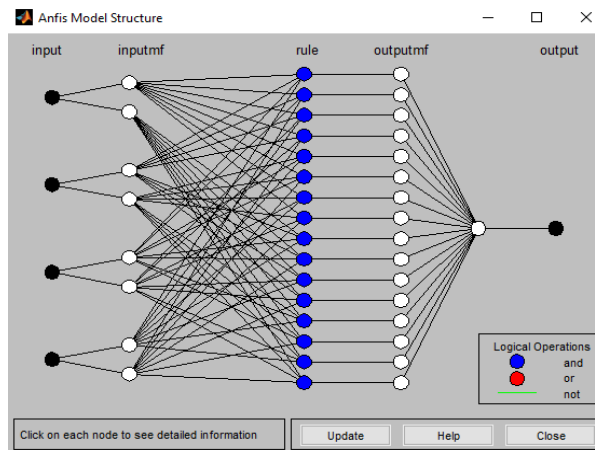 Anfis Model Structure
input inputmf rule outputmf output
Logical Operations
and
or
not
Click on each node to see detailed information
Update Help Close